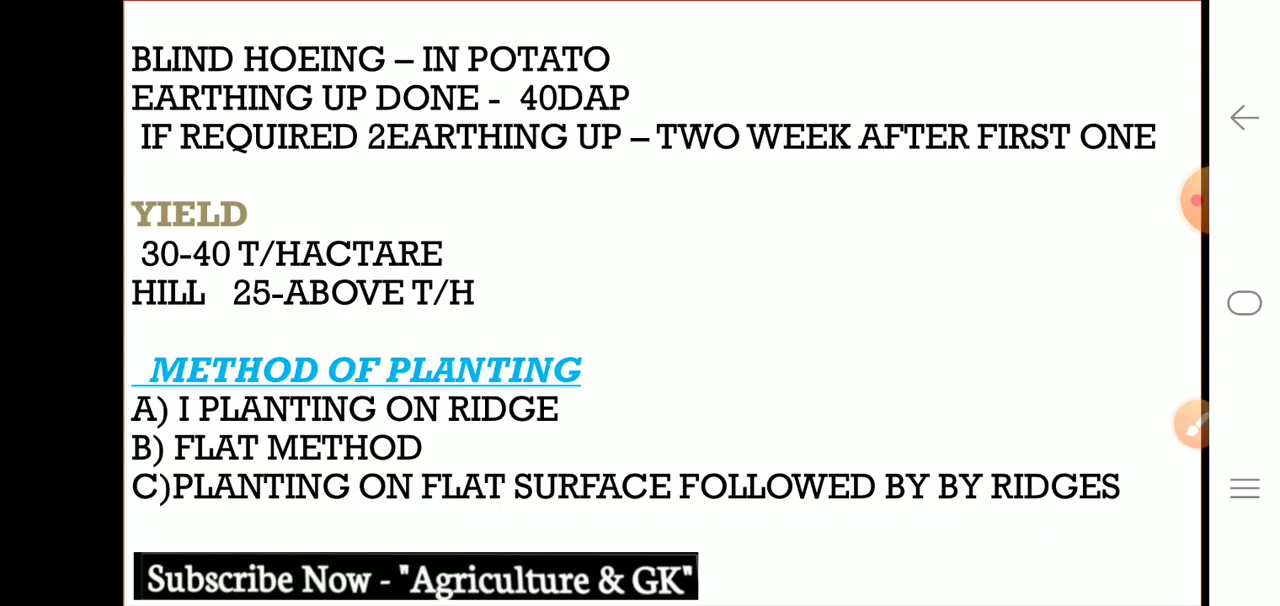 BLIND HOEING – IN POTATO
EARTHING UP DONE - 40DAP
IF REQUIRED 2EARTHING UP – TWO WEEK AFTER FIRST ONE
YIELD
30-40 T/HACTARE
HILL 25-ABOVE T/H
METHOD OF PLANTING
A) I PLANTING ON RIDGE
B) FLAT METHOD
C)PLANTING ON FLAT SURFACE FOLLOWED BY BY RIDGES
Subscribe Now - "Agriculture & GK"